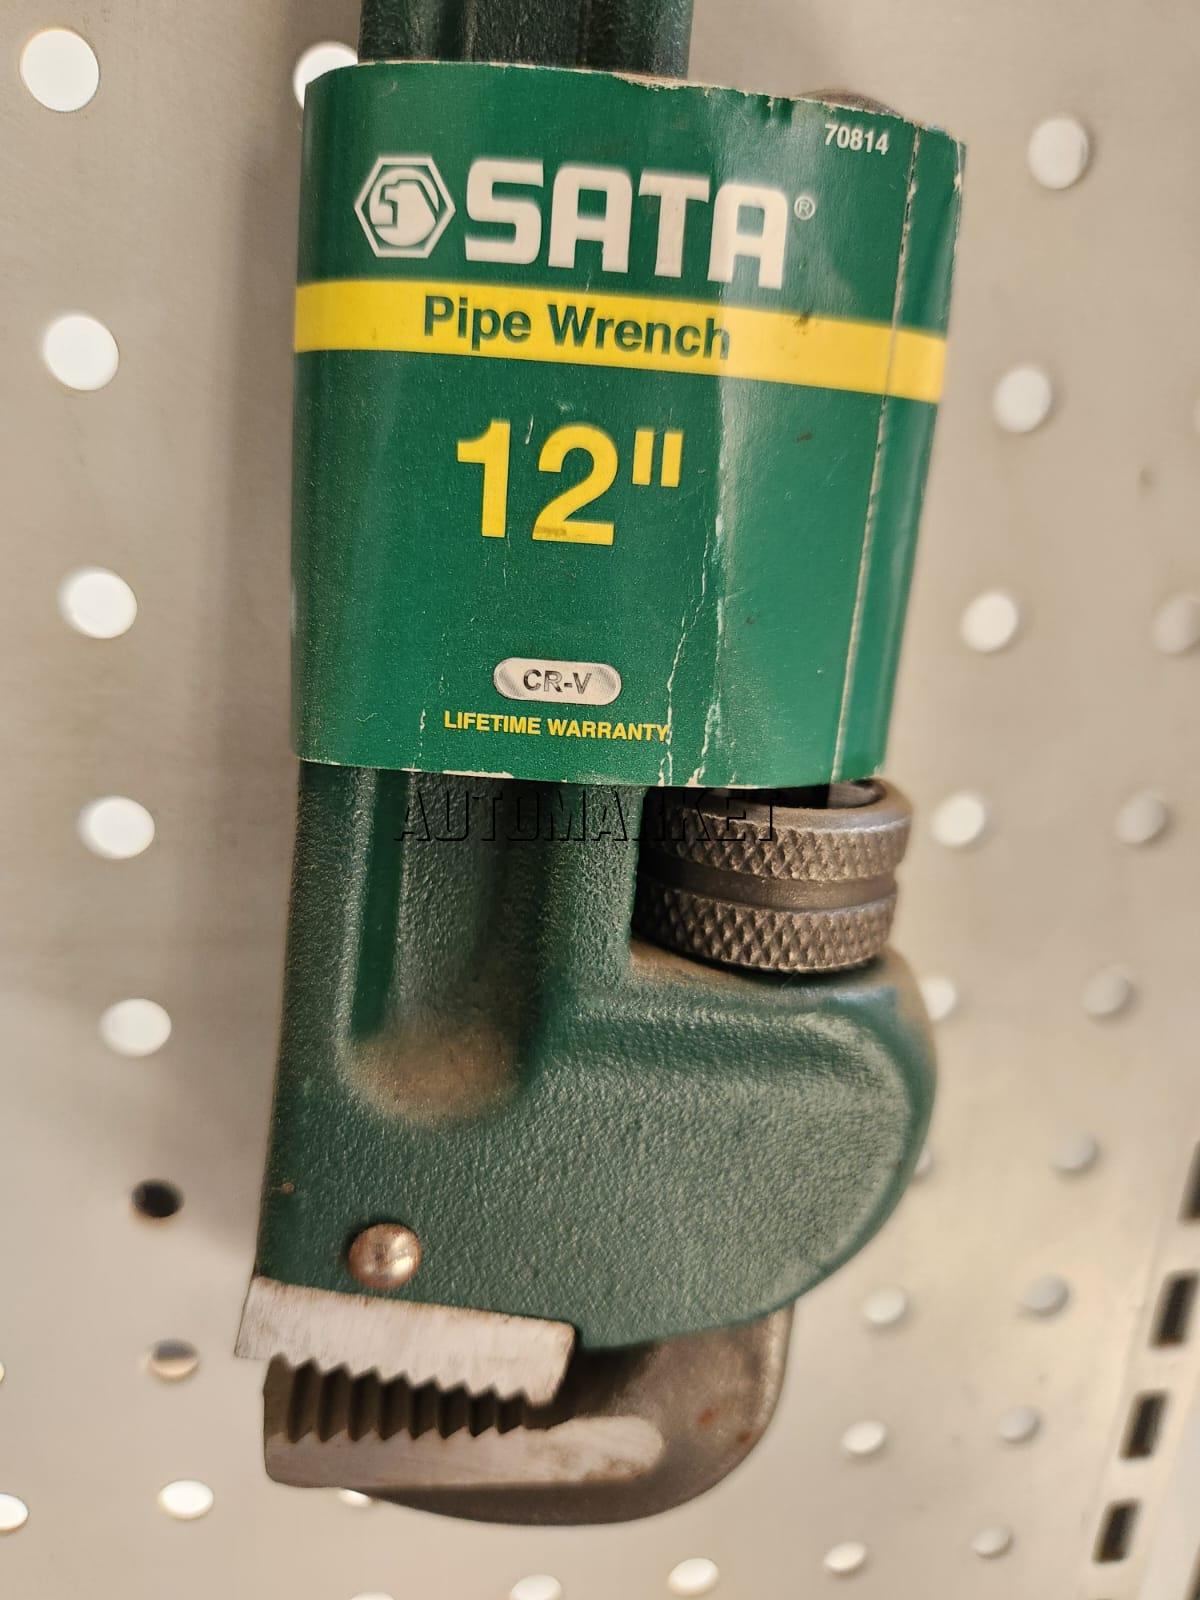 70814
SATA®
Pipe Wrench
12"
CR-V
LIFETIME WARRANTY
AUTOMARKET